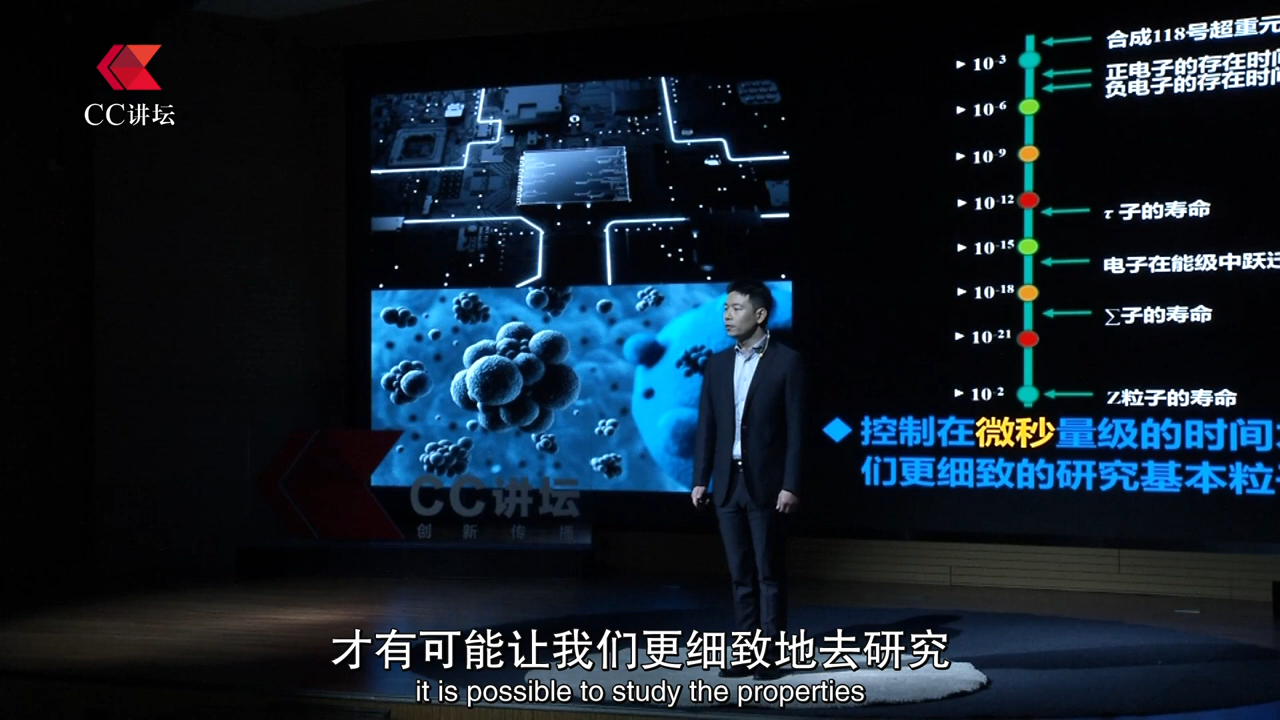 CC讲坛
合成118号超重元
10-3
正电子的存在时间
负电子的存在时间
10-6
10-9
10-12
τ子的寿命
10-15
电子在能级中跃迁
10-18
∑子的寿命
10-21
10-2
Z粒子的寿命
控制在微秒量级的时间
们更细致的研究基本粒
CC讲坛
创新传播
才有可能让我们更细致地去研究
it is possible to study the properties